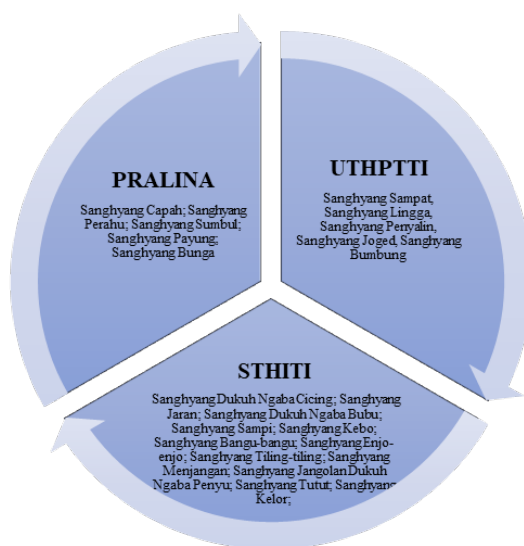 PRALINA
Sanghyang Capah; Sanghyang
Perahu; Sanghyang Sumbul;
Sanghyang Payung;
Sanghyang Bunga
UTHPTTI
Sanghyang Sampat,
Sanghyang Lingga,
Sanghyang Penyalin,
Sanghyang Joged, Sanghyang
Bumbung
STHITI
Sanghyang Dukuh Ngaba Cicing; Sanghyang
Jaran; Sanghyang Dukuh Ngaba Bubu;
Sanghyang Sampi; Sanghyang Kebo;
Sanghyang Bangu-bangu; Sanghyang Enjo-
enjo; Sanghyang Tiling-tiling; Sanghyang
Menjangan; Sanghyang Jangolan Dukuh
Ngaba Penyu; Sanghyang Tutut; Sanghyang
Kelor;